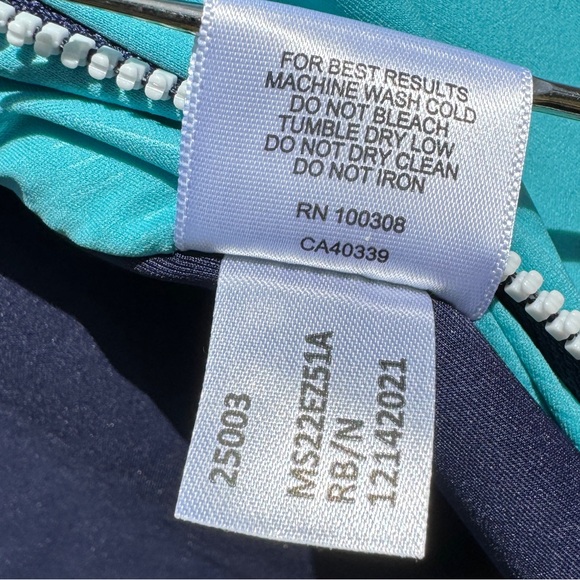 FOR BEST RESULTS
MACHINE WASH COLD
DO NOT BLEACH
TUMBLE DRY LOW
DO NOT DRY CLEAN
DO NOT IRON
RN 100308
CA40339
25003
MS22EZ51A
RB/N
12142021